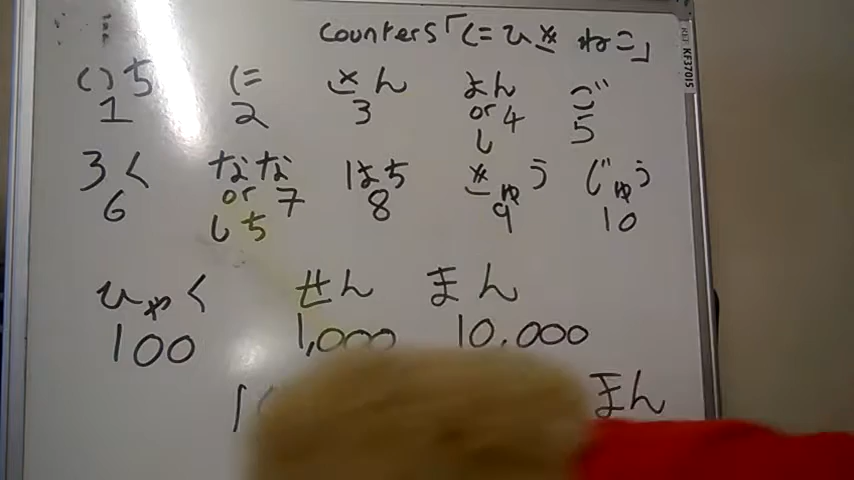 counters「にひき ねこ」
いち に さん よん ご
1 2 3 or 4 5
し
ろく なな はち きゅう じゅう
6 or 7 8 9 10
しち
ひゃく せん まん
100 1,000 10,000
まん
KF37015